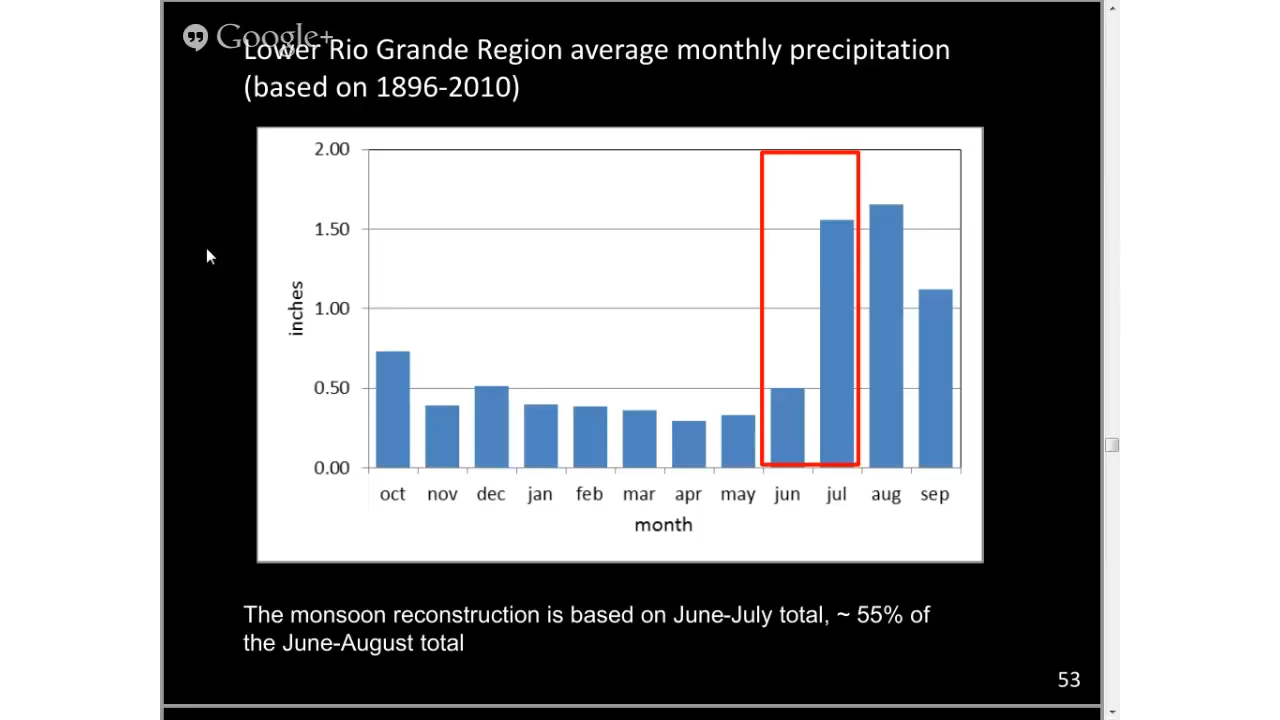 Google+
Lower Rio Grande Region average monthly precipitation
(based on 1896-2010)
2.00
1.50
1.00
0.50
0.00
inches
oct nov dec jan feb mar apr may jun jul aug sep
month
The monsoon reconstruction is based on June-July total, ~ 55% of
the June-August total
53